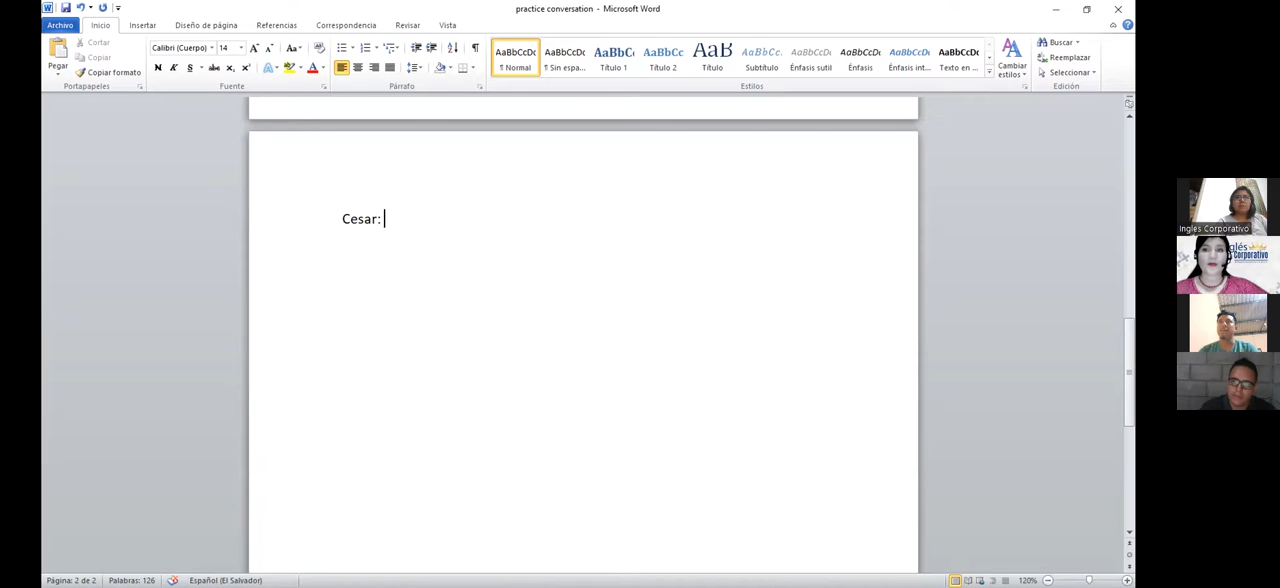 practice conversation - Microsoft Word
Archivo Inicio Insertar Diseño de página Referencias Correspondencia Revisar Vista
Pegar
Cortar
Copiar
Copiar formato
Portapapeles
Calibri (Cuerpo) 14
Fuente
Párrafo
AaBbCcDc AaBbCcDc AaBbC AaBbCc AaB AaBbCc. AaBbCcDc AaBbCcDc AaBbCcDc AaBbCcDc
¶ Normal ¶ Sin espa... Título 1 Título 2 Título Subtítulo Énfasis sutil Énfasis Énfasis int... Texto en ...
Estilos
Cambiar
estilos
Buscar
Reemplazar
Seleccionar
Edición
Cesar:
Ingles Corporativo
glés
Corporativo
Página: 2 de 2 Palabras: 126 Español (El Salvador) 120%